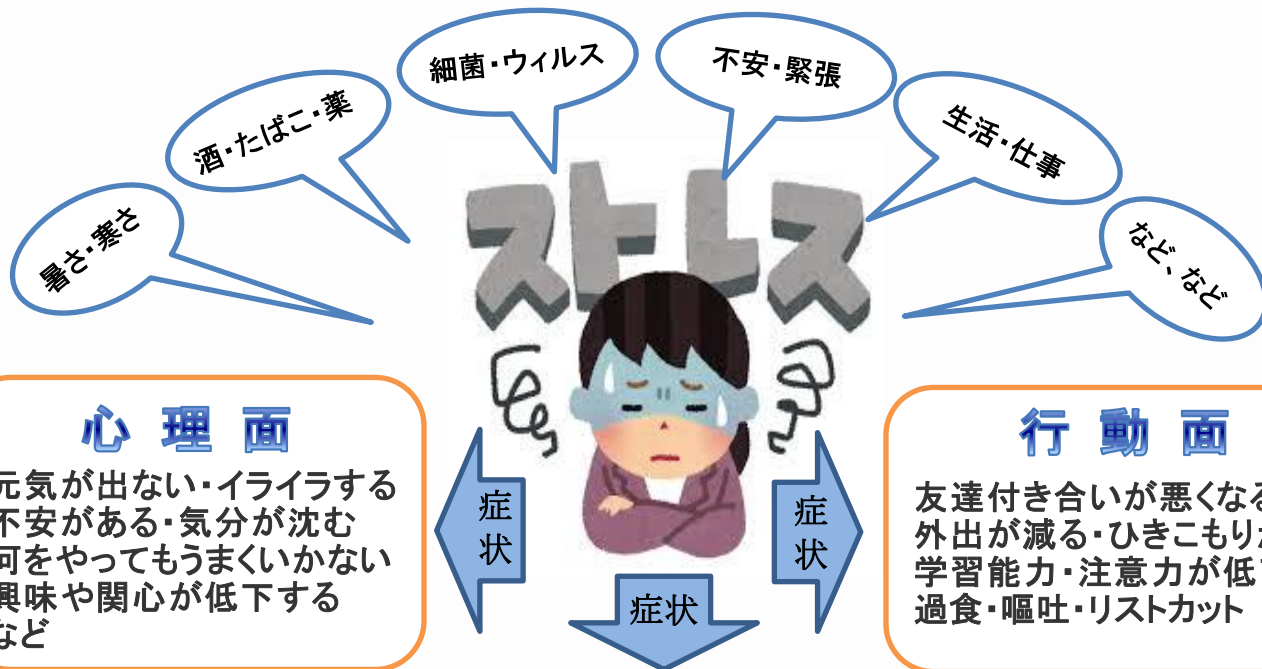 細菌・ウィルス
不安・緊張
酒・たばこ・薬
生活・仕事
暑さ・寒さ
など、など
ストレス
心理面
元気が出ない・イライラする
不安がある・気分が沈む
何をやってもうまくいかない
興味や関心が低下する
など
症状
症状
症状
行動面
友達付き合いが悪くなる
外出が減る・ひきこもりが
学習能力・注意力が低下
過食・嘔吐・リストカット